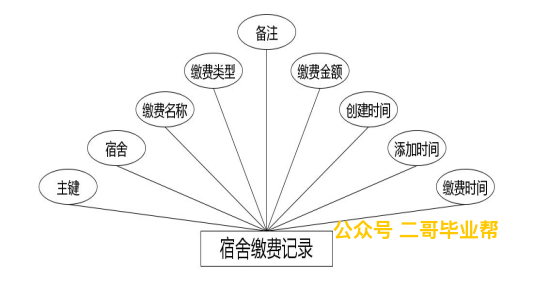 备注
缴费类型
缴费金额
缴费名称
创建时间
宿舍
添加时间
主键
缴费时间
公众号 二哥毕业帮
宿舍缴费记录